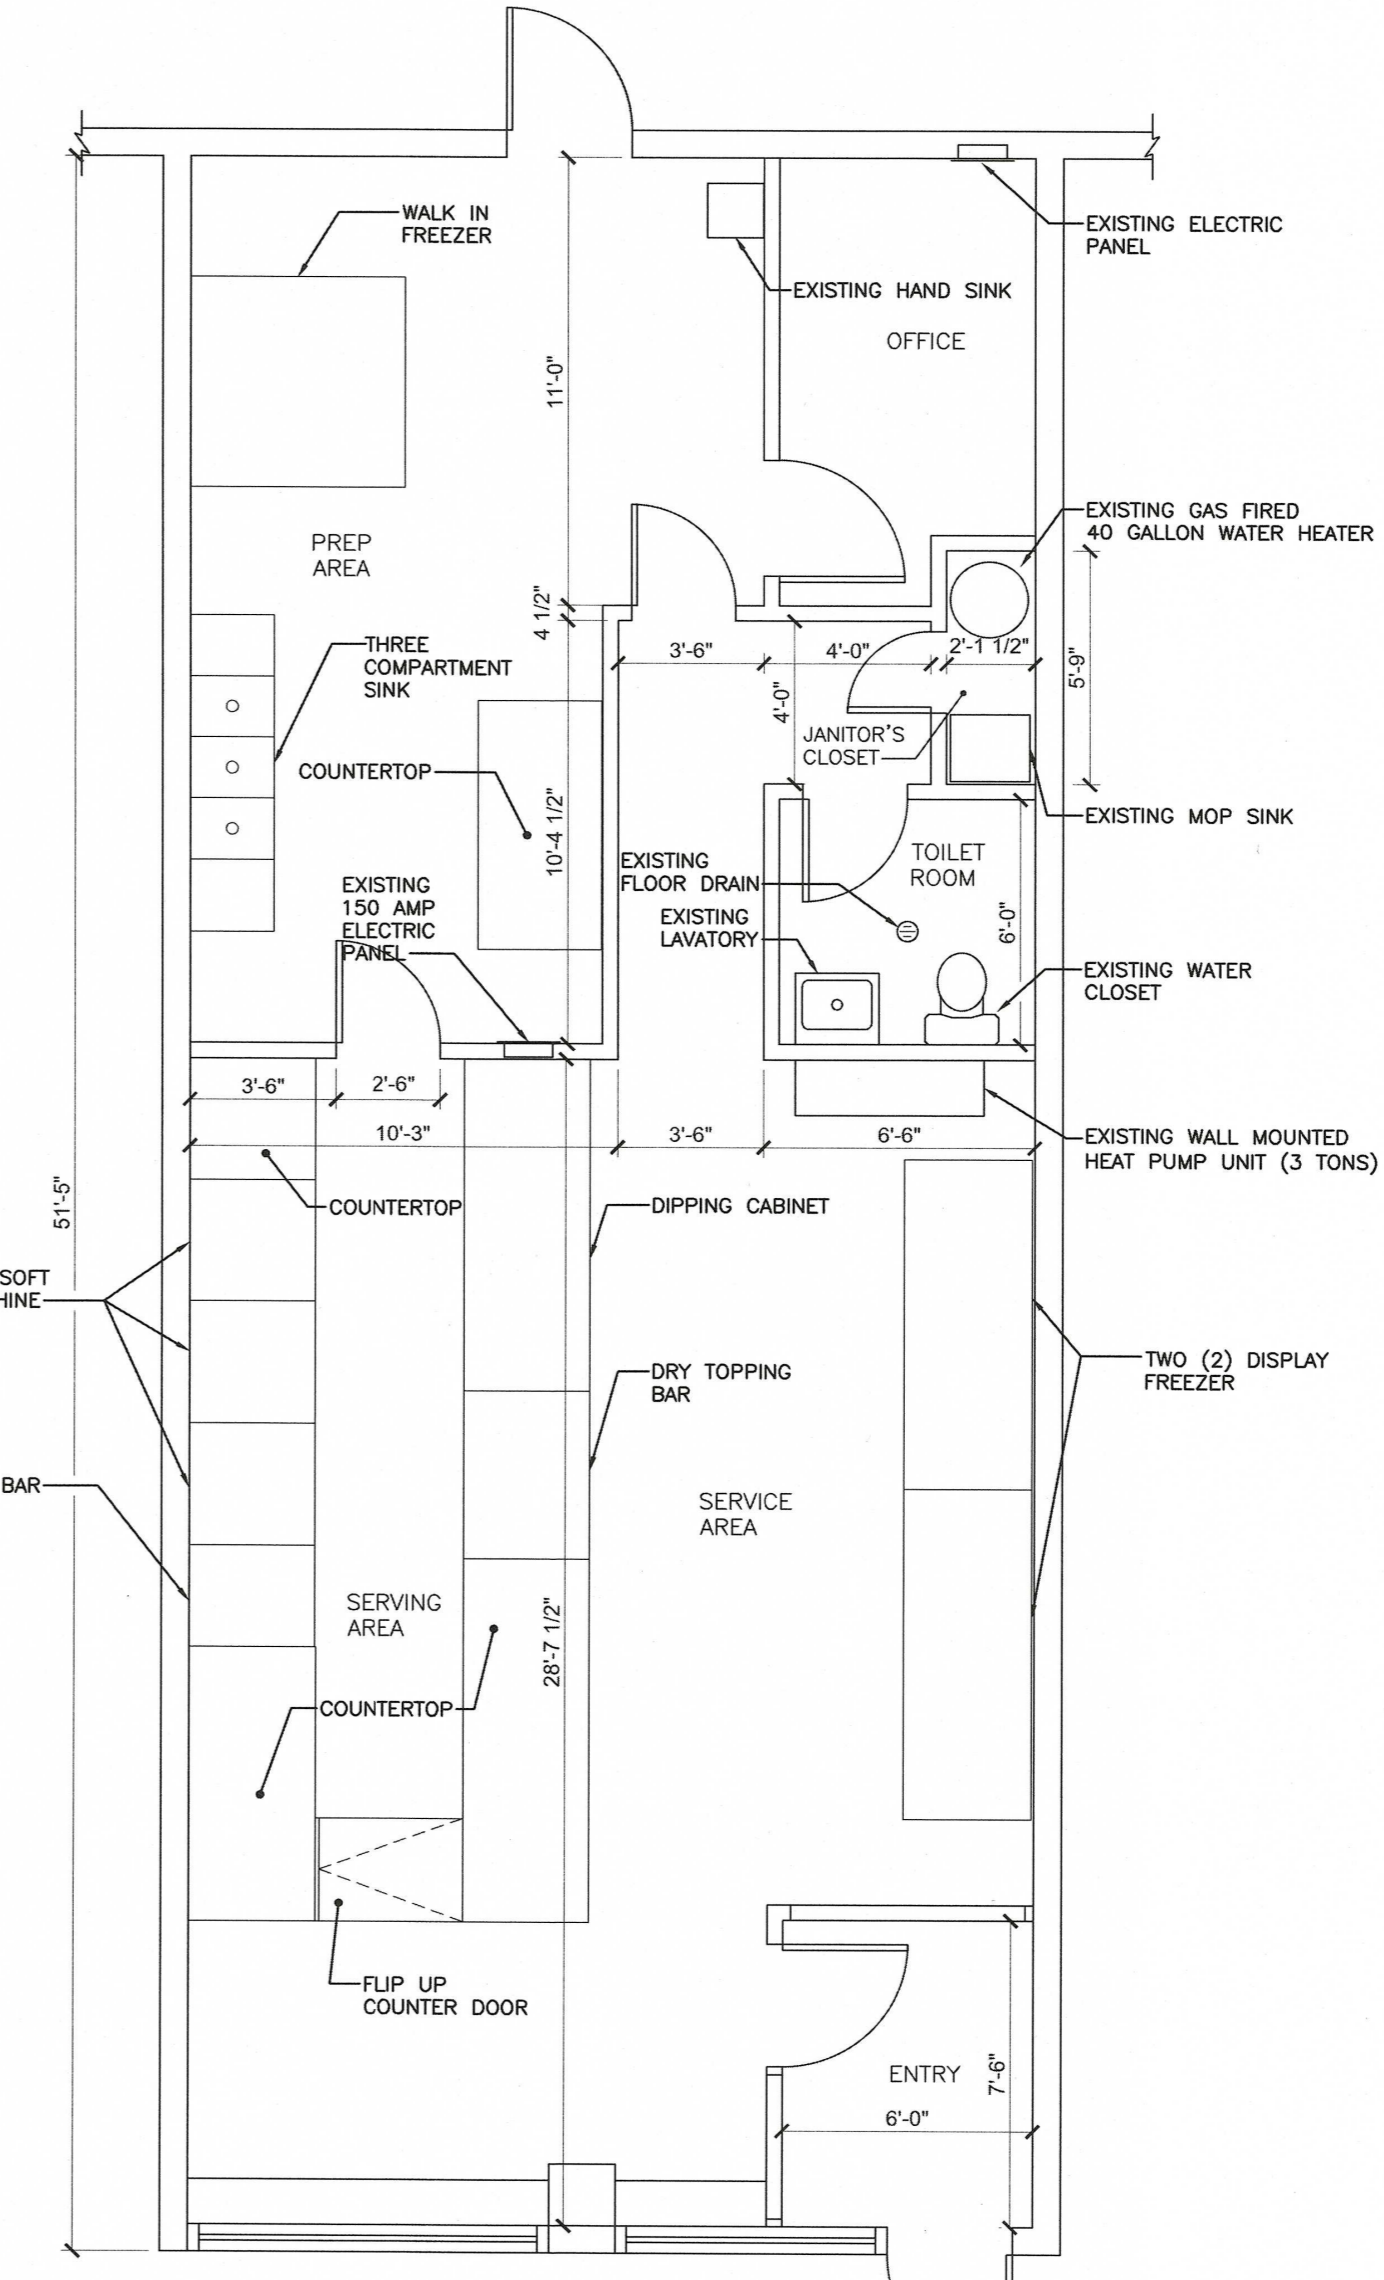 WALK IN
FREEZER
EXISTING ELECTRIC
PANEL
EXISTING HAND SINK
OFFICE
11'-0"
EXISTING GAS FIRED
40 GALLON WATER HEATER
PREP
AREA
4 1/2"
THREE
COMPARTMENT
SINK
3'-6"
4'-0"
2'-1 1/2"
5'-9"
4'-0"
JANITOR'S
CLOSET
COUNTERTOP
10'-4 1/2"
EXISTING MOP SINK
TOILET
ROOM
EXISTING
FLOOR DRAIN
EXISTING
150 AMP
ELECTRIC
PANEL
EXISTING
LAVATORY
6'-0"
EXISTING WATER
CLOSET
3'-6"
2'-6"
10'-3"
3'-6"
6'-6"
EXISTING WALL MOUNTED
HEAT PUMP UNIT (3 TONS)
51'-5"
COUNTERTOP
DIPPING CABINET
SOFT
HINE
DRY TOPPING
BAR
TWO (2) DISPLAY
FREEZER
BAR
SERVICE
AREA
SERVING
AREA
28'-7 1/2"
COUNTERTOP
FLIP UP
COUNTER DOOR
ENTRY
7'-6"
6'-0"